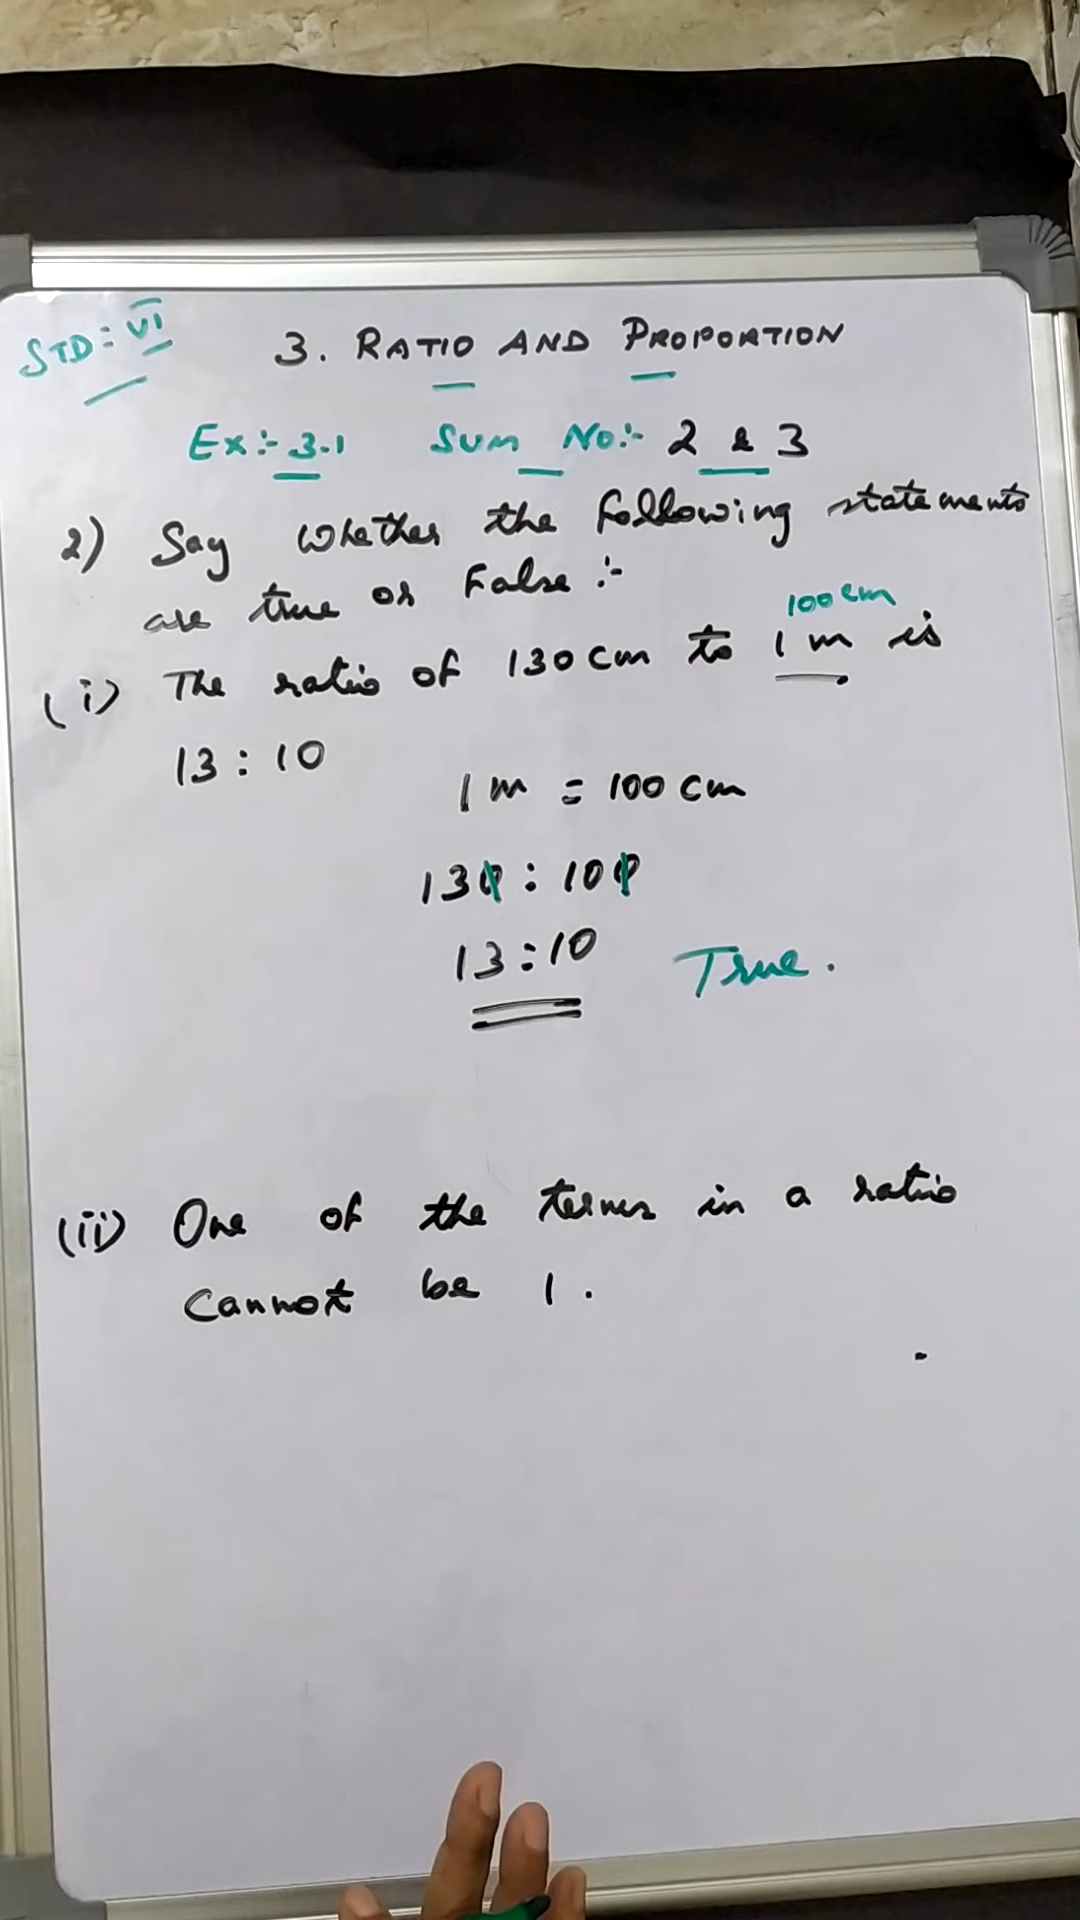 STD: VI
3. RATIO AND PROPORTION
Ex:- 3.1 Sum No:- 2 & 3
2) Say whether the following statements
are true or False :-
100 cm
(i) The ratio of 130 cm to 1 m is
13 : 10
1 m = 100 cm
130 : 100
13 : 10 True.
(ii) One of the terms in a ratio
cannot be 1.